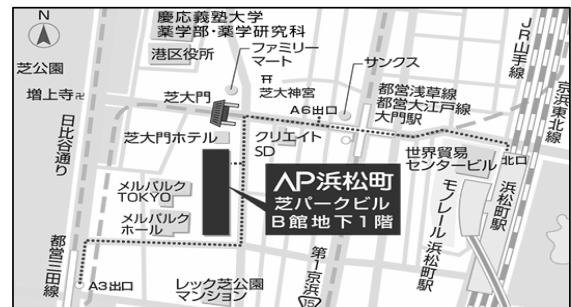 N
慶応義塾大学
薬学部・薬学研究科
港区役所
ファミリー
マート
サンクス
芝公園
増上寺卍
芝大門
芝大神宮
A6出口
都営浅草線
都営大江戸線
大門駅
JR山手線
京浜東北線
日比谷通り
芝大門ホテル
クリエイト
SD
世界貿易
センタービル
北口
AP浜松町
芝パークビル
B館地下1階
メルパルク
TOKYO
メルパルク
ホール
モノレール浜松町駅
浜松町駅
都営三田線
A3出口
レック芝公園
マンション
第1京浜
15